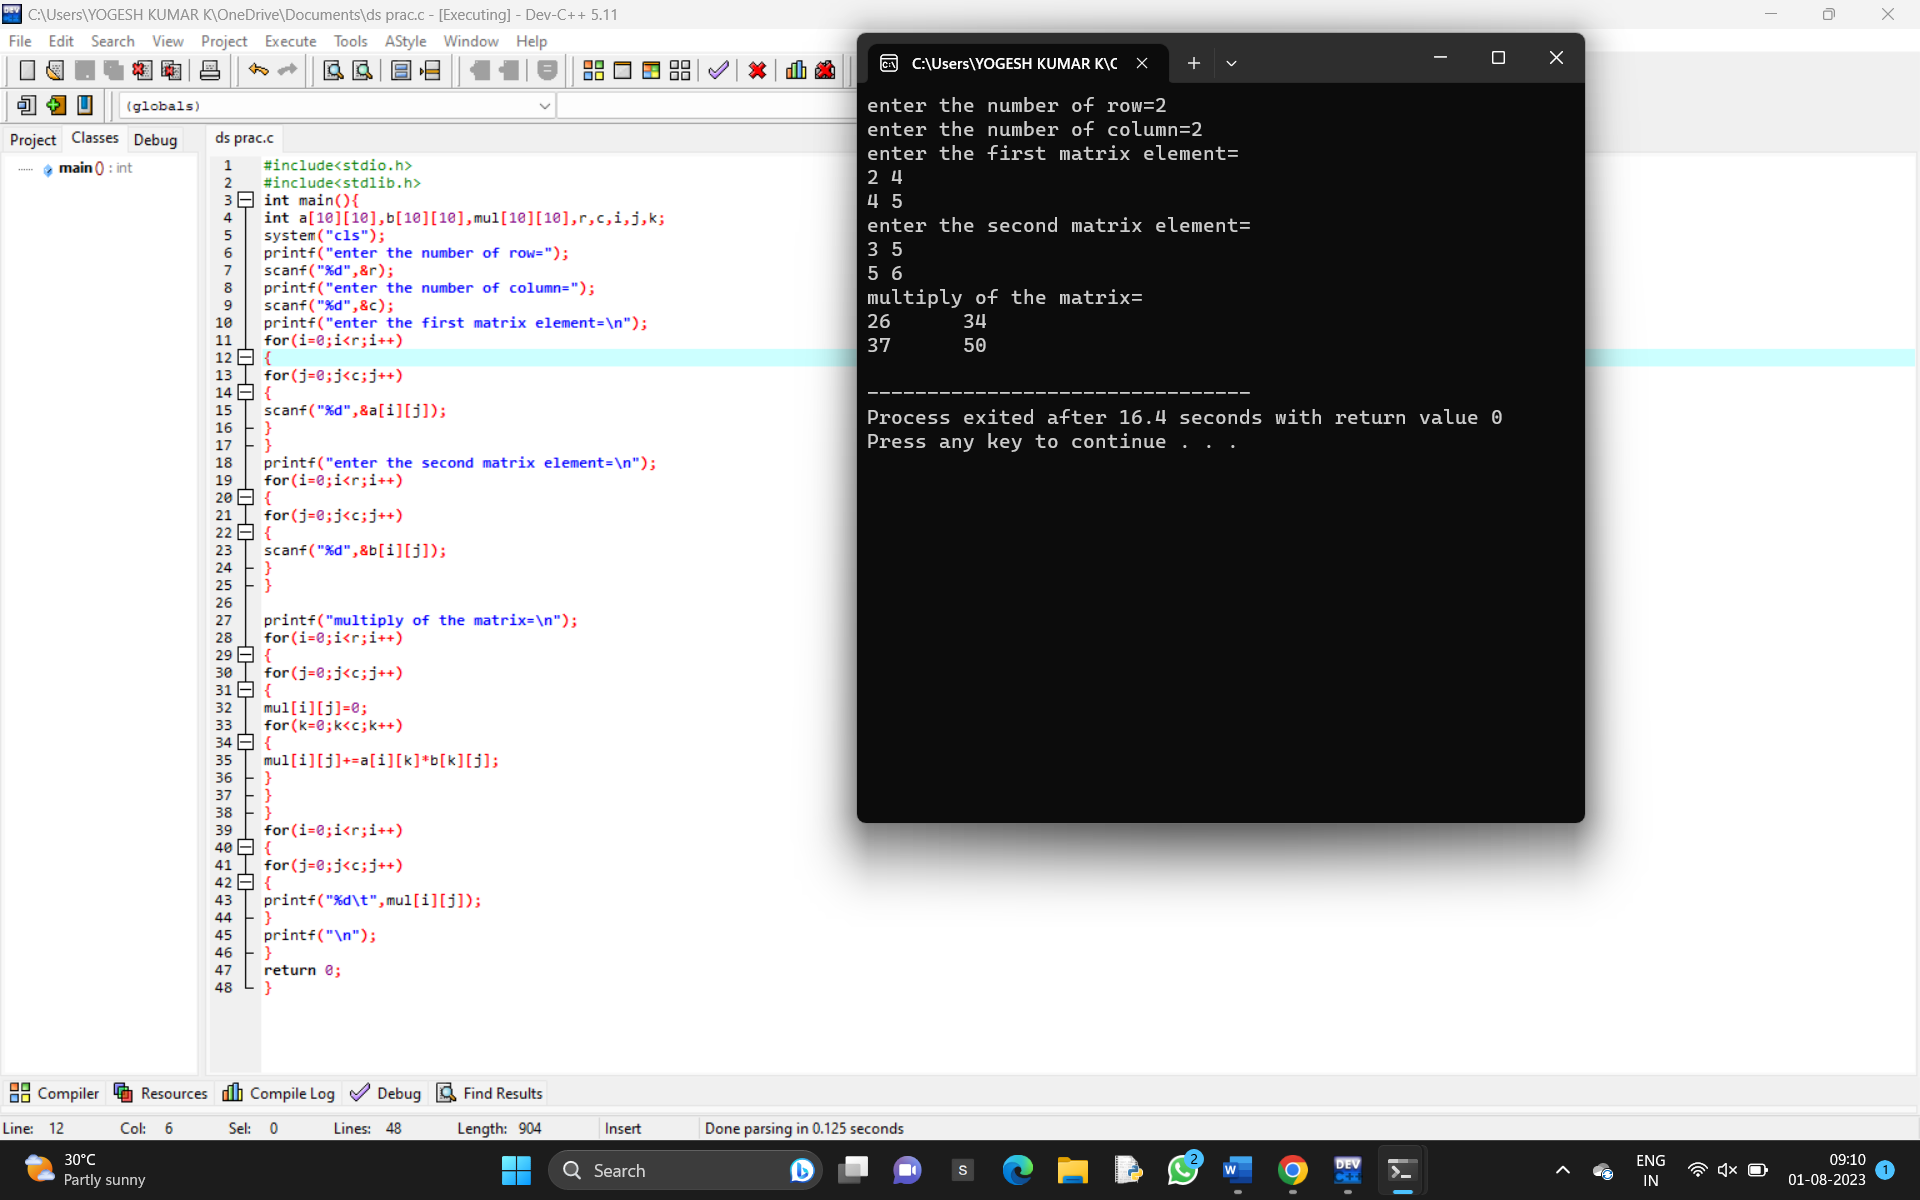 C:\Users\YOGESH KUMAR K\OneDrive\Documents\ds prac.c - [Executing] - Dev-C++ 5.11
File Edit Search View Project Execute Tools AStyle Window Help
(globals)
Project Classes Debug
main () : int
ds prac.c
1 #include<stdio.h>
2 #include<stdlib.h>
3 int main(){
4 int a[10][10],b[10][10],mul[10][10],r,c,i,j,k;
5 system("cls");
6 printf("enter the number of row=");
7 scanf("%d",&r);
8 printf("enter the number of column=");
9 scanf("%d",&c);
10 printf("enter the first matrix element=\n");
11 for(i=0;i<r;i++)
12 {
13 for(j=0;j<c;j++)
14 {
15 scanf("%d",&a[i][j]);
16 }
17 }
18 printf("enter the second matrix element=\n");
19 for(i=0;i<r;i++)
20 {
21 for(j=0;j<c;j++)
22 {
23 scanf("%d",&b[i][j]);
24 }
25 }
26
27 printf("multiply of the matrix=\n");
28 for(i=0;i<r;i++)
29 {
30 for(j=0;j<c;j++)
31 {
32 mul[i][j]=0;
33 for(k=0;k<c;k++)
34 {
35 mul[i][j]+=a[i][k]*b[k][j];
36 }
37 }
38 }
39 for(i=0;i<r;i++)
40 {
41 for(j=0;j<c;j++)
42 {
43 printf("%d\t",mul[i][j]);
44 }
45 printf("\n");
46 }
47 return 0;
48 }
C:\Users\YOGESH KUMAR K\C
enter the number of row=2
enter the number of column=2
enter the first matrix element=
2 4
4 5
enter the second matrix element=
3 5
5 6
multiply of the matrix=
26 34
37 50
--------------------------------
Process exited after 16.4 seconds with return value 0
Press any key to continue . . .
Compiler Resources Compile Log Debug Find Results
Line: 12 Col: 6 Sel: 0 Lines: 48 Length: 904 Insert Done parsing in 0.125 seconds
30°C
Partly sunny
Search
S
2
W
DEV
C++
ENG
IN
09:10
01-08-2023
1